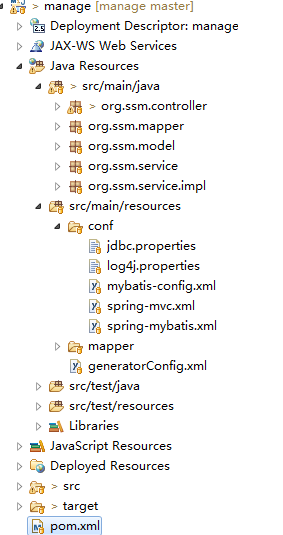 > manage [manage master]
Deployment Descriptor: manage
JAX-WS Web Services
Java Resources
> src/main/java
> org.ssm.controller
org.ssm.mapper
org.ssm.model
org.ssm.service
org.ssm.service.impl
src/main/resources
conf
jdbc.properties
log4j.properties
mybatis-config.xml
spring-mvc.xml
spring-mybatis.xml
mapper
generatorConfig.xml
src/test/java
src/test/resources
Libraries
JavaScript Resources
Deployed Resources
> src
> target
pom.xml